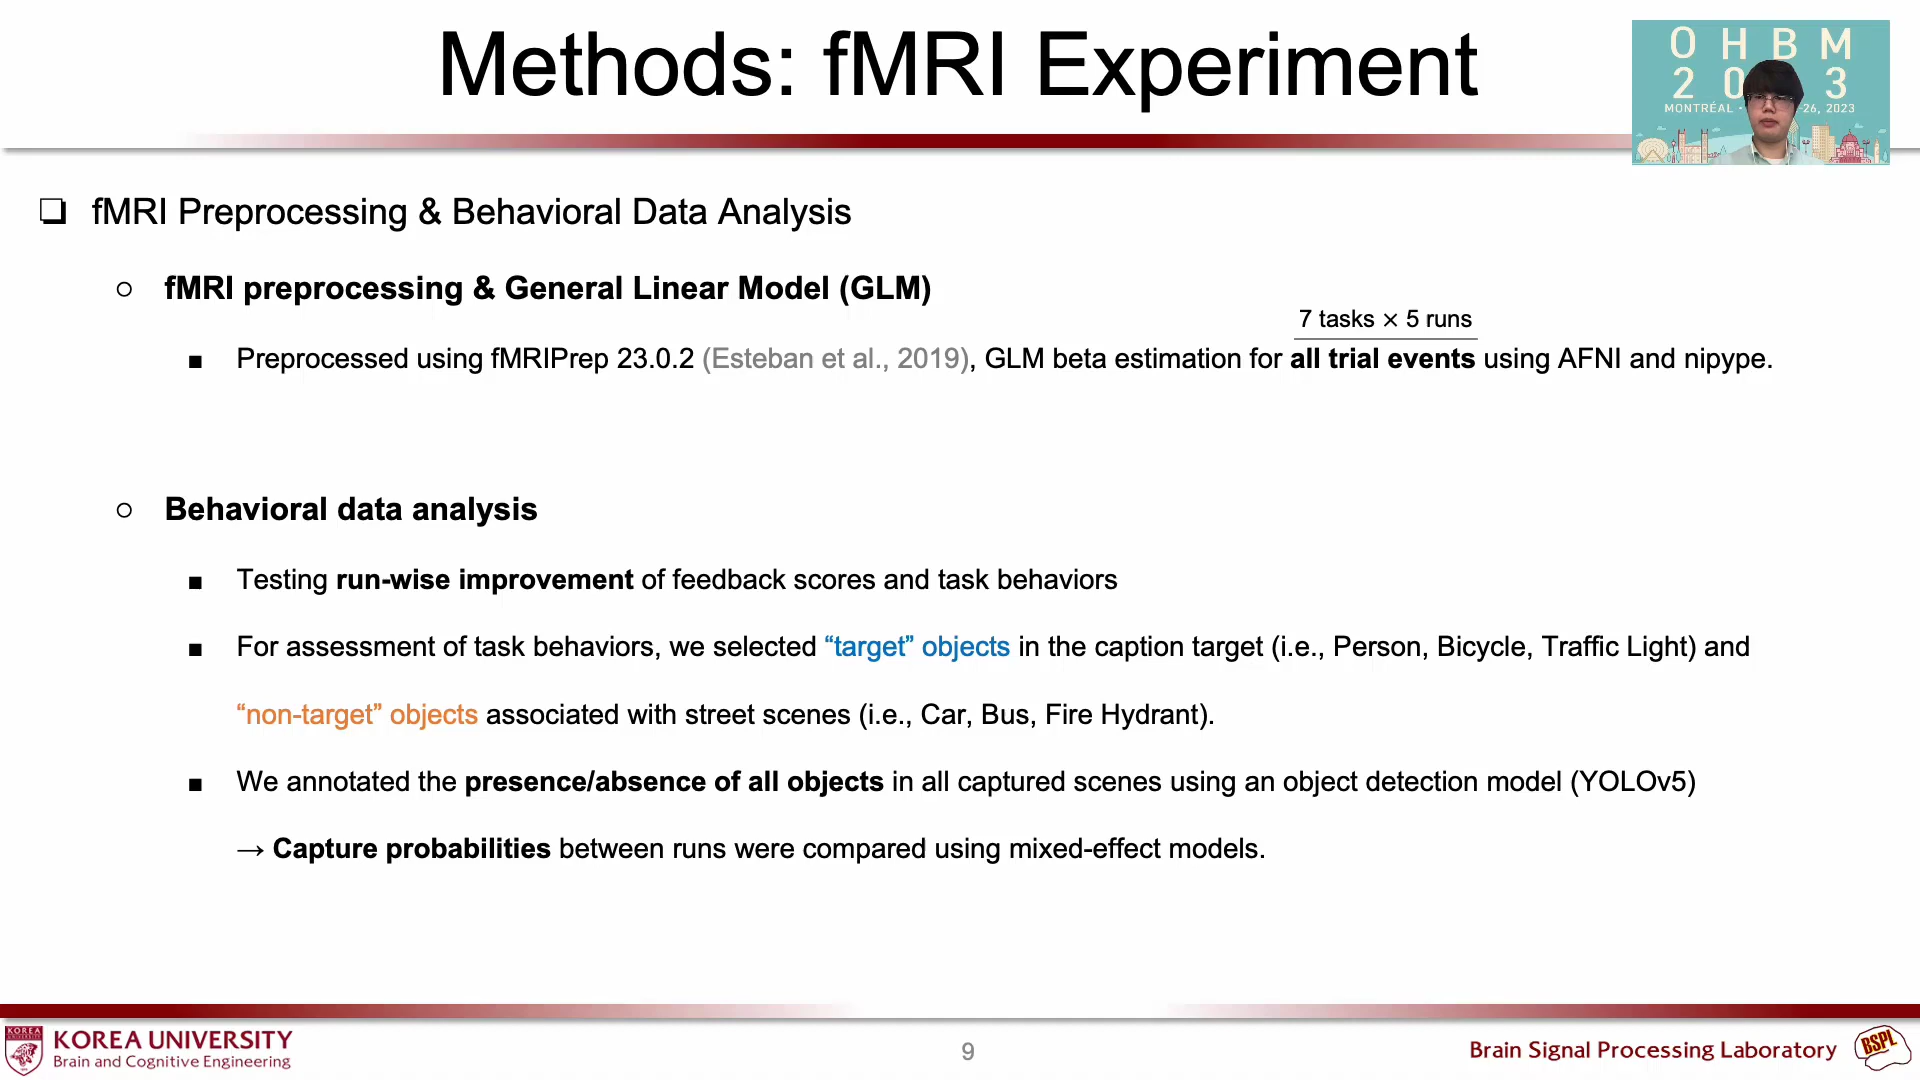 Methods: fMRI Experiment
O H B M
2 0 3
MONTRÉAL · -26, 2023
❏ fMRI Preprocessing & Behavioral Data Analysis
○ fMRI preprocessing & General Linear Model (GLM)
7 tasks × 5 runs
■ Preprocessed using fMRIPrep 23.0.2 (Esteban et al., 2019), GLM beta estimation for all trial events using AFNI and nipype.
○ Behavioral data analysis
■ Testing run-wise improvement of feedback scores and task behaviors
■ For assessment of task behaviors, we selected “target” objects in the caption target (i.e., Person, Bicycle, Traffic Light) and
“non-target” objects associated with street scenes (i.e., Car, Bus, Fire Hydrant).
■ We annotated the presence/absence of all objects in all captured scenes using an object detection model (YOLOv5)
→ Capture probabilities between runs were compared using mixed-effect models.
KOREA
KOREA UNIVERSITY
Brain and Cognitive Engineering
9
Brain Signal Processing Laboratory
BSPL